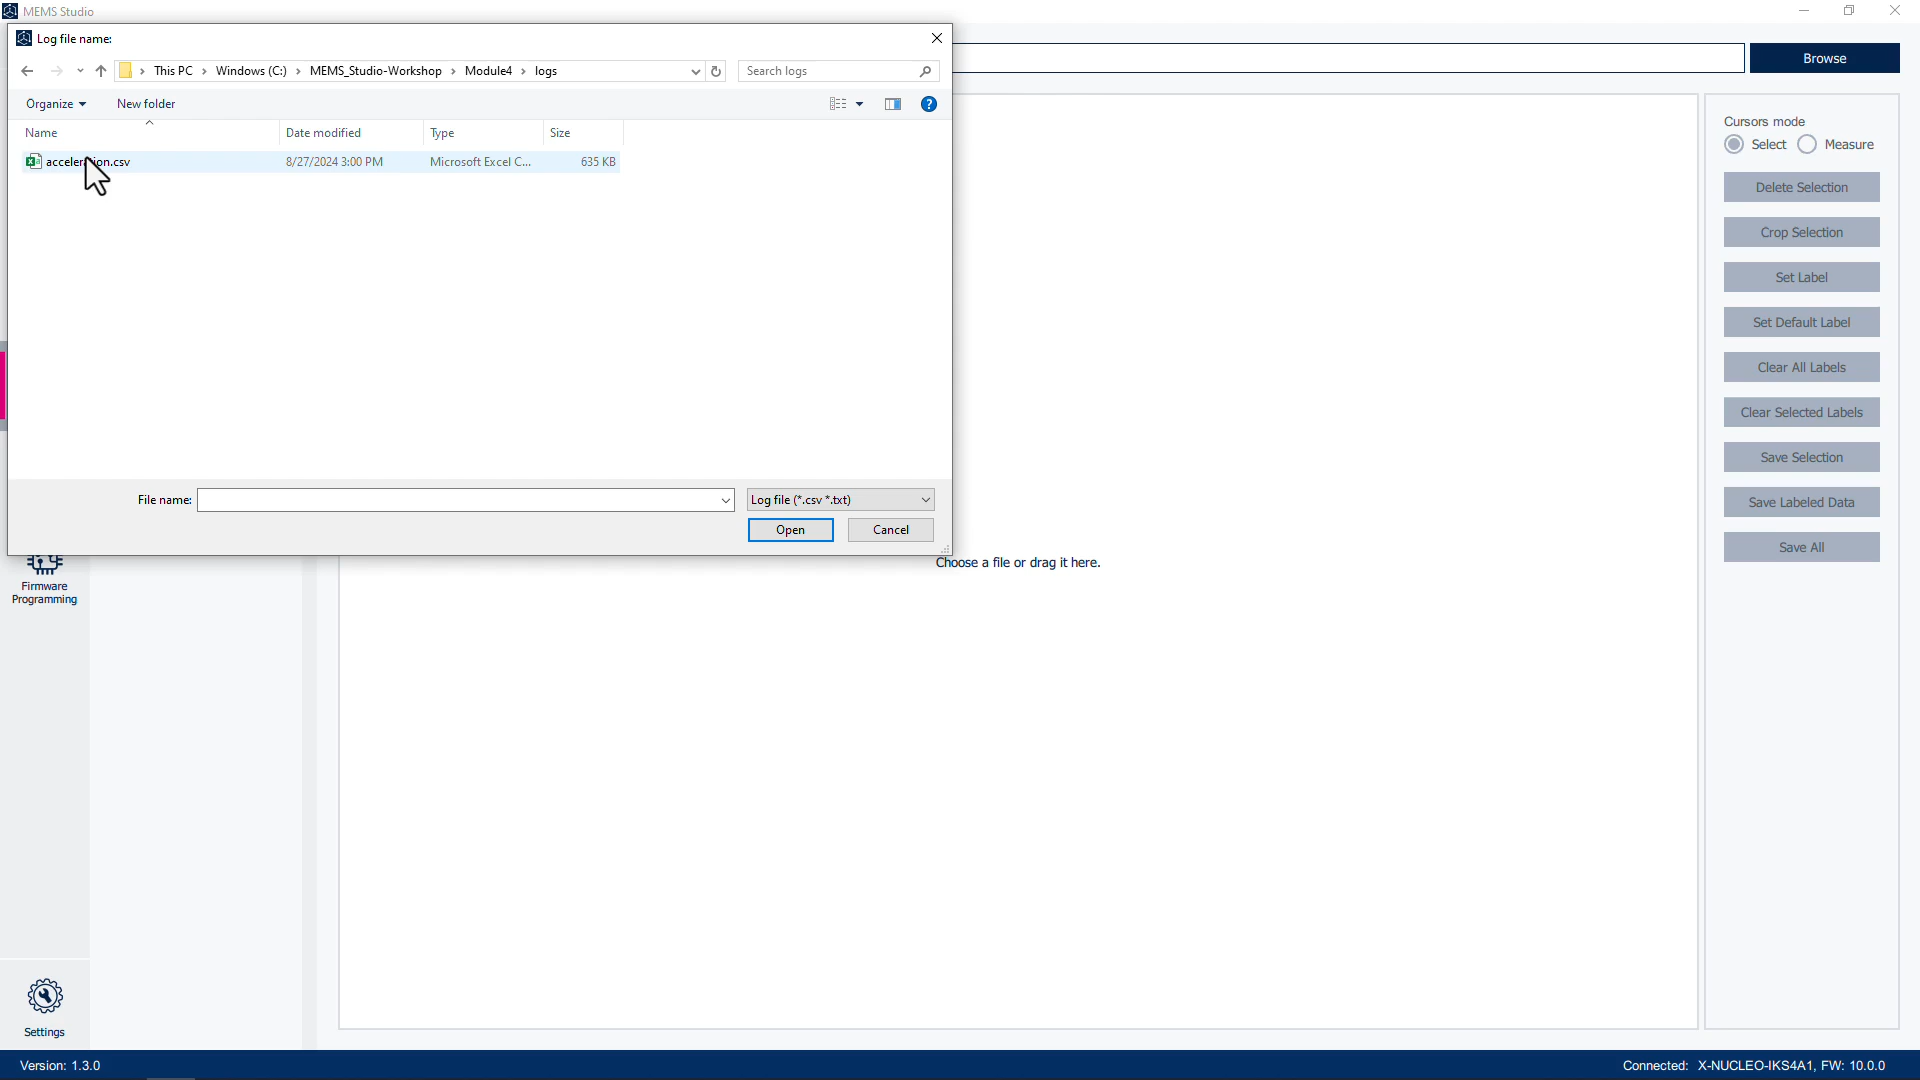 MEMS Studio
Log file name:
This PC > Windows (C:) > MEMS_Studio-Workshop > Module4 > logs
Search logs
Browse
Organize
New folder
Name
Date modified
Type
Size
Cursors mode
Select
Measure
8/27/2024 3:00 PM
Microsoft Excel C...
635 KB
Delete Selection
Crop Selection
Set Label
Set Default Label
Clear All Labels
Clear Selected Labels
Save Selection
File name:
Log file (*.csv *.txt)
Save Labeled Data
Open
Cancel
Save All
Choose a file or drag it here.
Firmware
Programming
Settings
Version: 1.3.0
Connected: X-NUCLEO-IKS4A1, FW: 10.0.0